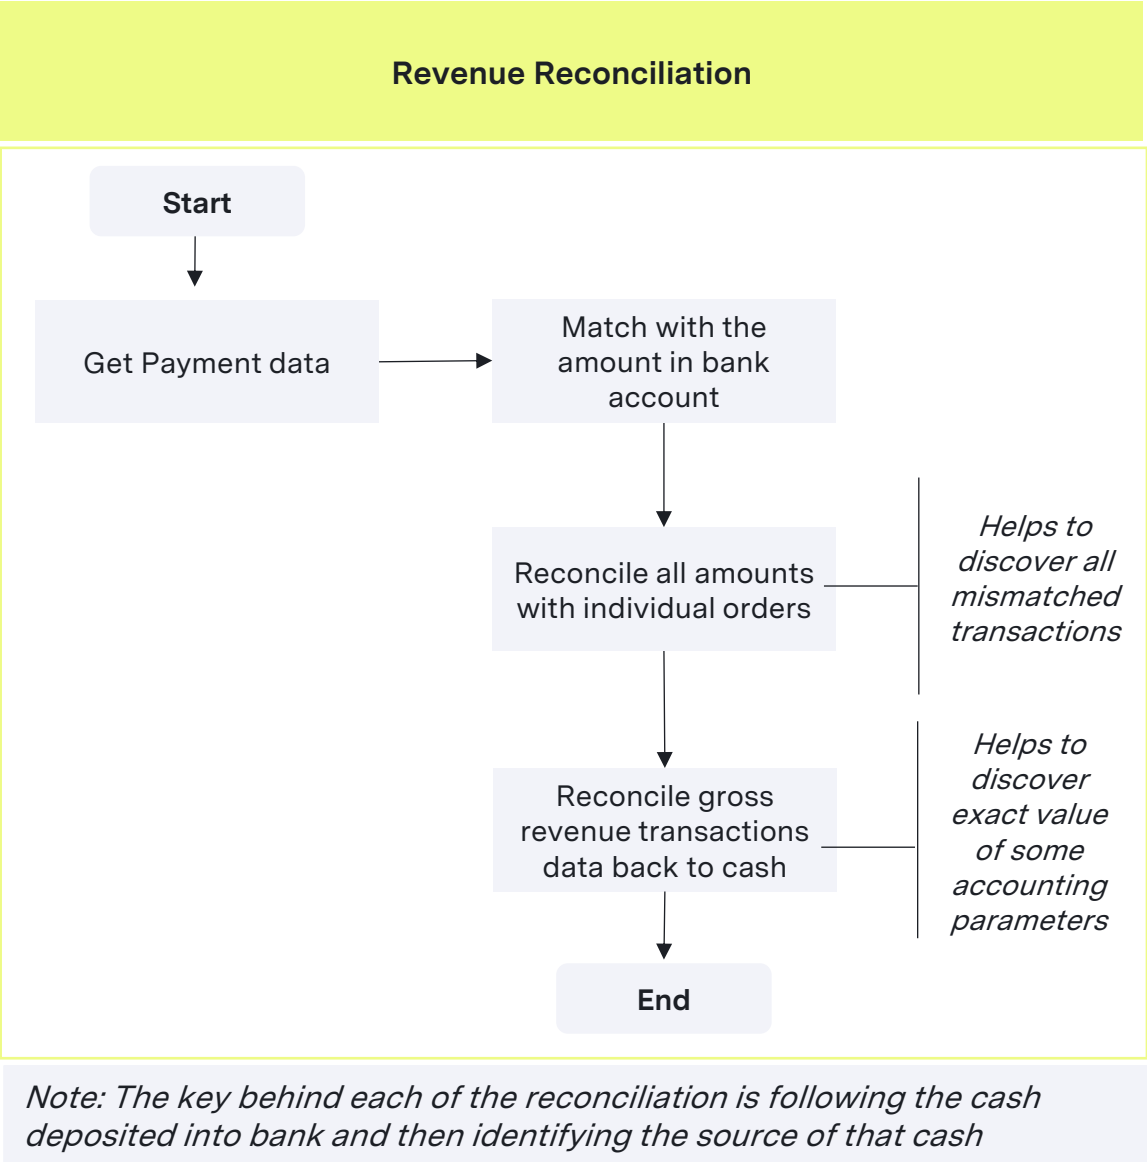 Revenue Reconciliation
Start
Get Payment data
Match with the
amount in bank
account
Reconcile all amounts
with individual orders
Helps to
discover all
mismatched
transactions
Reconcile gross
revenue transactions
data back to cash
Helps to
discover
exact value
of some
accounting
parameters
End
Note: The key behind each of the reconciliation is following the cash
deposited into bank and then identifying the source of that cash